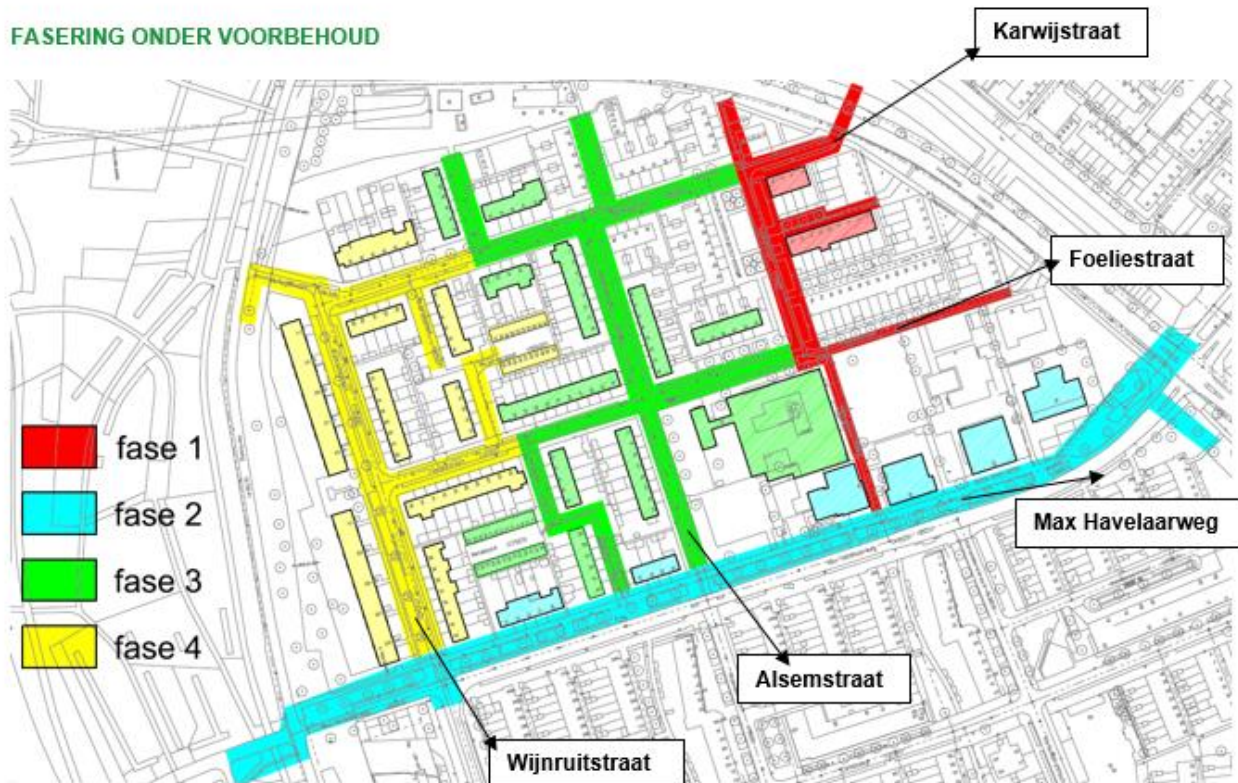 FASERING ONDER VOORBEHOUD
Karwijstraat
Foeliestraat
fase 1
fase 2
Max Havelaarweg
fase 3
fase 4
Alsemstraat
Wijnruitstraat